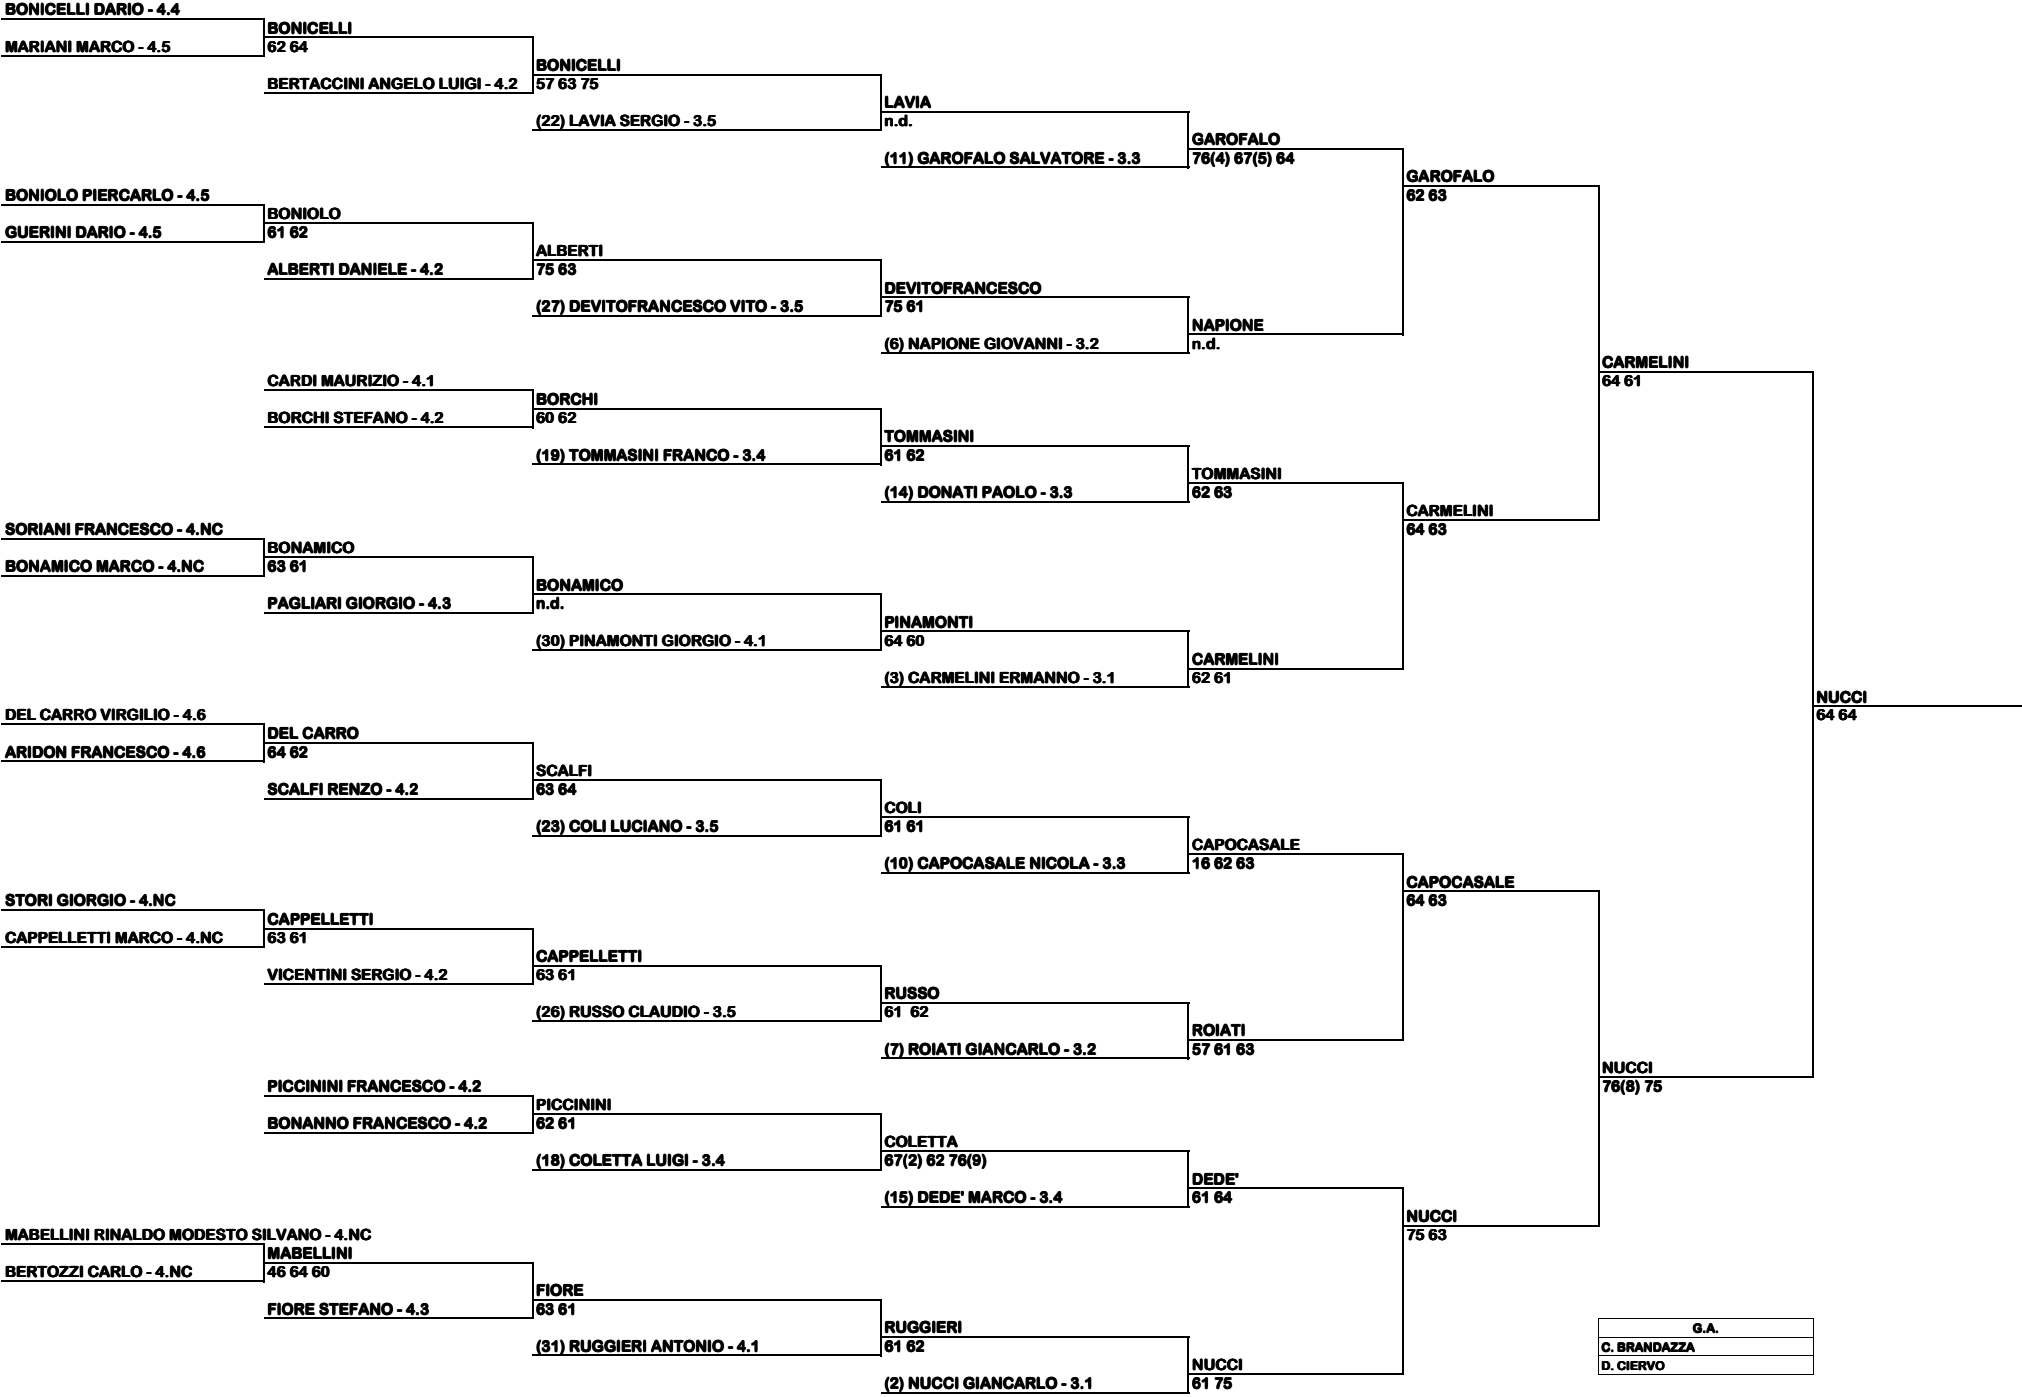 BONICELLI DARIO - 4.4
BONICELLI
MARIANI MARCO - 4.5
62 64
BONICELLI
BERTACCINI ANGELO LUIGI - 4.2
57 63 75
LAVIA
(22) LAVIA SERGIO - 3.5
n.d.
GAROFALO
(11) GAROFALO SALVATORE - 3.3
76(4) 67(5) 64
GAROFALO
BONIOLO PIERCARLO - 4.5
62 63
BONIOLO
GUERINI DARIO - 4.5
61 62
ALBERTI
ALBERTI DANIELE - 4.2
75 63
DEVITOFRANCESCO
(27) DEVITOFRANCESCO VITO - 3.5
75 61
NAPIONE
(6) NAPIONE GIOVANNI - 3.2
n.d.
CARMELINI
CARDI MAURIZIO - 4.1
64 61
BORCHI
BORCHI STEFANO - 4.2
60 62
TOMMASINI
(19) TOMMASINI FRANCO - 3.4
61 62
TOMMASINI
(14) DONATI PAOLO - 3.3
62 63
CARMELINI
SORIANI FRANCESCO - 4.NC
64 63
BONAMICO
BONAMICO MARCO - 4.NC
63 61
BONAMICO
PAGLIARI GIORGIO - 4.3
n.d.
PINAMONTI
(30) PINAMONTI GIORGIO - 4.1
64 60
CARMELINI
(3) CARMELINI ERMANNO - 3.1
62 61
NUCCI
DEL CARRO VIRGILIO - 4.6
64 64
DEL CARRO
ARIDON FRANCESCO - 4.6
64 62
SCALFI
SCALFI RENZO - 4.2
63 64
COLI
(23) COLI LUCIANO - 3.5
61 61
CAPOCASALE
(10) CAPOCASALE NICOLA - 3.3
16 62 63
CAPOCASALE
STORI GIORGIO - 4.NC
64 63
CAPPELLETTI
CAPPELLETTI MARCO - 4.NC
63 61
CAPPELLETTI
VICENTINI SERGIO - 4.2
63 61
RUSSO
(26) RUSSO CLAUDIO - 3.5
61 62
ROIATI
(7) ROIATI GIANCARLO - 3.2
57 61 63
NUCCI
PICCININI FRANCESCO - 4.2
76(8) 75
PICCININI
BONANNO FRANCESCO - 4.2
62 61
COLETTA
(18) COLETTA LUIGI - 3.4
67(2) 62 76(9)
DEDE'
(15) DEDE' MARCO - 3.4
61 64
NUCCI
MABELLINI RINALDO MODESTO SILVANO - 4.NC
75 63
MABELLINI
BERTOZZI CARLO - 4.NC
46 64 60
FIORE
FIORE STEFANO - 4.3
63 61
RUGGIERI
G.A.
(31) RUGGIERI ANTONIO - 4.1
61 62
C. BRANDAZZA
NUCCI
D. CIERVO
(2) NUCCI GIANCARLO - 3.1
61 75